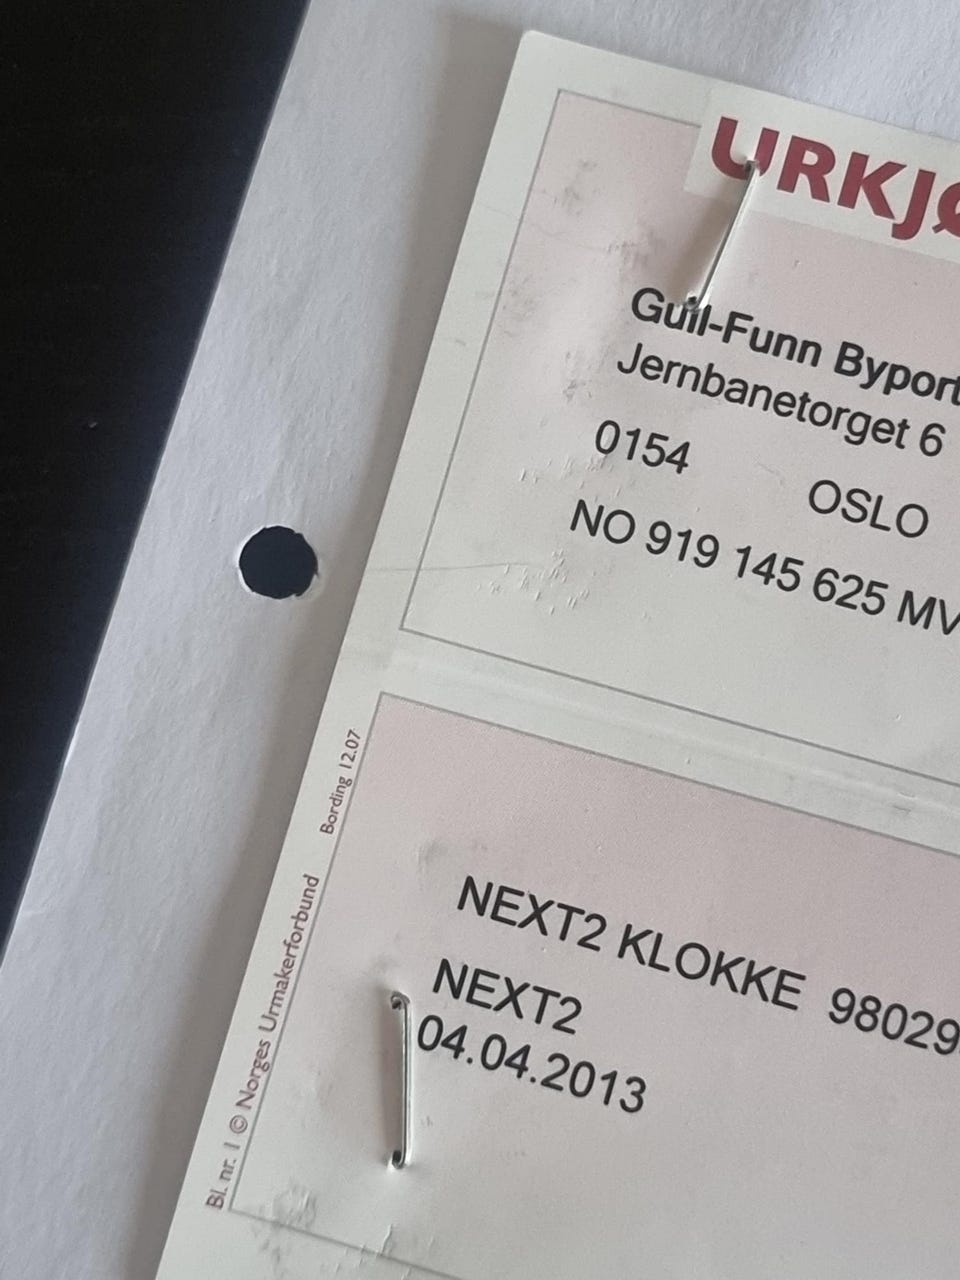 URKJØ
Gull-Funn Byport
Jernbanetorget 6
0154 OSLO
NO 919 145 625 MV
NEXT2 KLOKKE 98029
NEXT2
04.04.2013
Bl. nr. 1 © Norges Urmakerforbund Bording 12.07